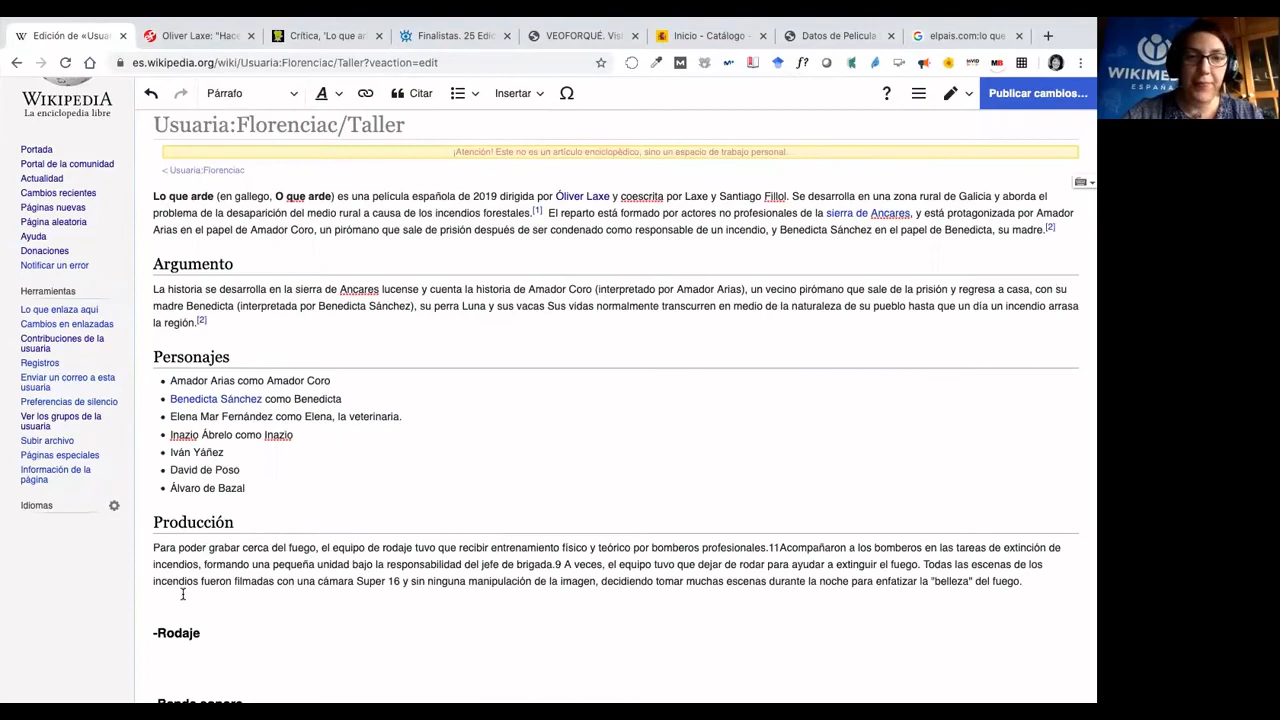 Edición de «Usua
Oliver Laxe: "Hace
Crítica, 'Lo que ar
Finalistas. 25 Edic
VEOFORQUÉ. Visi
Inicio - Catálogo -
Datos de Película
elpais.com:lo que
es.wikipedia.org/wiki/Usuaria:Florenciac/Taller?veaction=edit
WIKIPEDIA
La enciclopedia libre
Párrafo
A
Citar
Insertar
Ω
?
Publicar cambios...
WIKIMEDIA
ESPAÑA
Portada
Portal de la comunidad
Actualidad
Cambios recientes
Páginas nuevas
Página aleatoria
Ayuda
Donaciones
Notificar un error
Herramientas
Lo que enlaza aquí
Cambios en enlazadas
Contribuciones de la
usuaria
Registros
Enviar un correo a esta
usuaria
Preferencias de silencio
Ver los grupos de la
usuaria
Subir archivo
Páginas especiales
Información de la
página
Idiomas
Usuaria:Florenciac/Taller
¡Atención! Este no es un artículo enciclopédico, sino un espacio de trabajo personal.
< Usuaria:Florenciac
Lo que arde (en gallego, O que arde) es una película española de 2019 dirigida por Óliver Laxe y coescrita por Laxe y Santiago Fillol. Se desarrolla en una zona rural de Galicia y aborda el
problema de la desaparición del medio rural a causa de los incendios forestales.[1] El reparto está formado por actores no profesionales de la sierra de Ancares, y está protagonizada por Amador
Arias en el papel de Amador Coro, un pirómano que sale de prisión después de ser condenado como responsable de un incendio, y Benedicta Sánchez en el papel de Benedicta, su madre.[2]
Argumento
La historia se desarrolla en la sierra de Ancares lucense y cuenta la historia de Amador Coro (interpretado por Amador Arias), un vecino pirómano que sale de la prisión y regresa a casa, con su
madre Benedicta (interpretada por Benedicta Sánchez), su perra Luna y sus vacas Sus vidas normalmente transcurren en medio de la naturaleza de su pueblo hasta que un día un incendio arrasa
la región.[2]
Personajes
Amador Arias como Amador Coro
Benedicta Sánchez como Benedicta
Elena Mar Fernández como Elena, la veterinaria.
Inazio Ábrelo como Inazio
Iván Yáñez
David de Poso
Álvaro de Bazal
Producción
Para poder grabar cerca del fuego, el equipo de rodaje tuvo que recibir entrenamiento físico y teórico por bomberos profesionales.11Acompañaron a los bomberos en las tareas de extinción de
incendios, formando una pequeña unidad bajo la responsabilidad del jefe de brigada.9 A veces, el equipo tuvo que dejar de rodar para ayudar a extinguir el fuego. Todas las escenas de los
incendios fueron filmadas con una cámara Super 16 y sin ninguna manipulación de la imagen, decidiendo tomar muchas escenas durante la noche para enfatizar la "belleza" del fuego.
-Rodaje